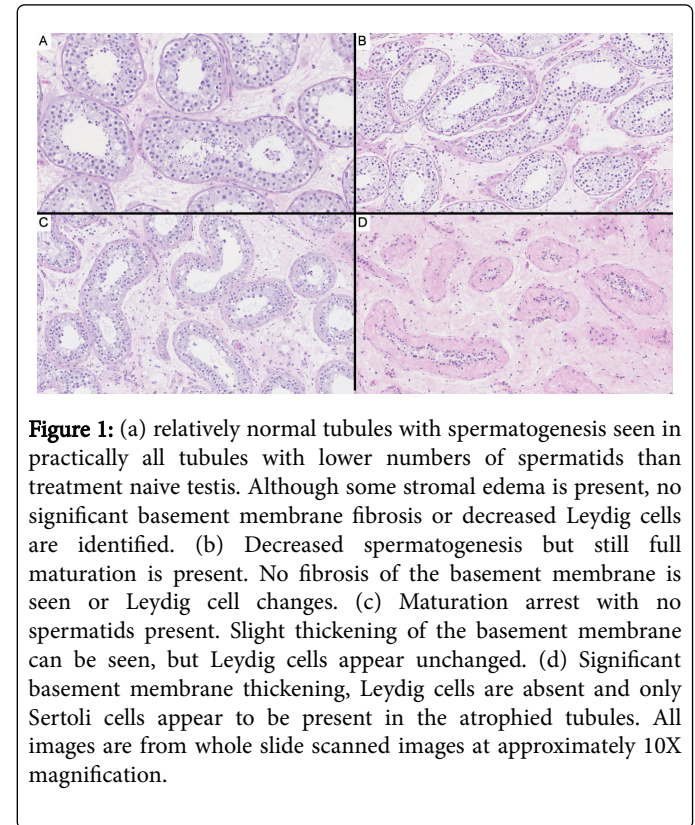 A
B
C
D
Figure 1: (a) relatively normal tubules with spermatogenesis seen in
practically all tubules with lower numbers of spermatids than
treatment naive testis. Although some stromal edema is present, no
significant basement membrane fibrosis or decreased Leydig cells
are identified. (b) Decreased spermatogenesis but still full
maturation is present. No fibrosis of the basement membrane is
seen or Leydig cell changes. (c) Maturation arrest with no
spermatids present. Slight thickening of the basement membrane
can be seen, but Leydig cells appear unchanged. (d) Significant
basement membrane thickening, Leydig cells are absent and only
Sertoli cells appear to be present in the atrophied tubules. All
images are from whole slide scanned images at approximately 10X
magnification.